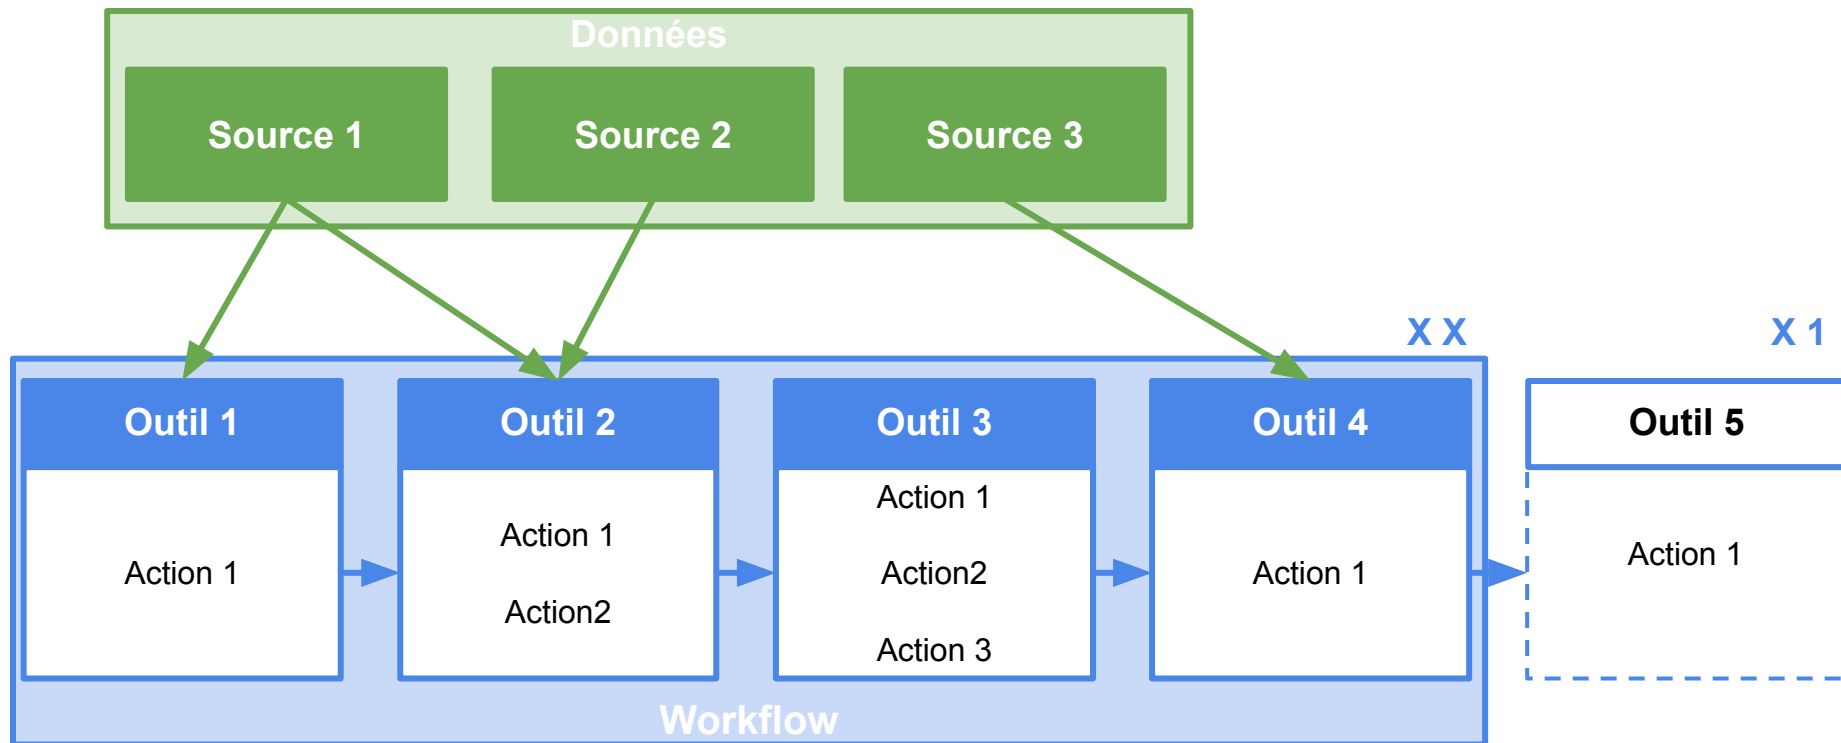 Données
Source 1
Source 2
Source 3
X X
X 1
Outil 1
Outil 2
Outil 3
Outil 4
Outil 5
Action 1
Action 1
Action2
Action 1
Action2
Action 3
Action 1
Action 1
Workflow